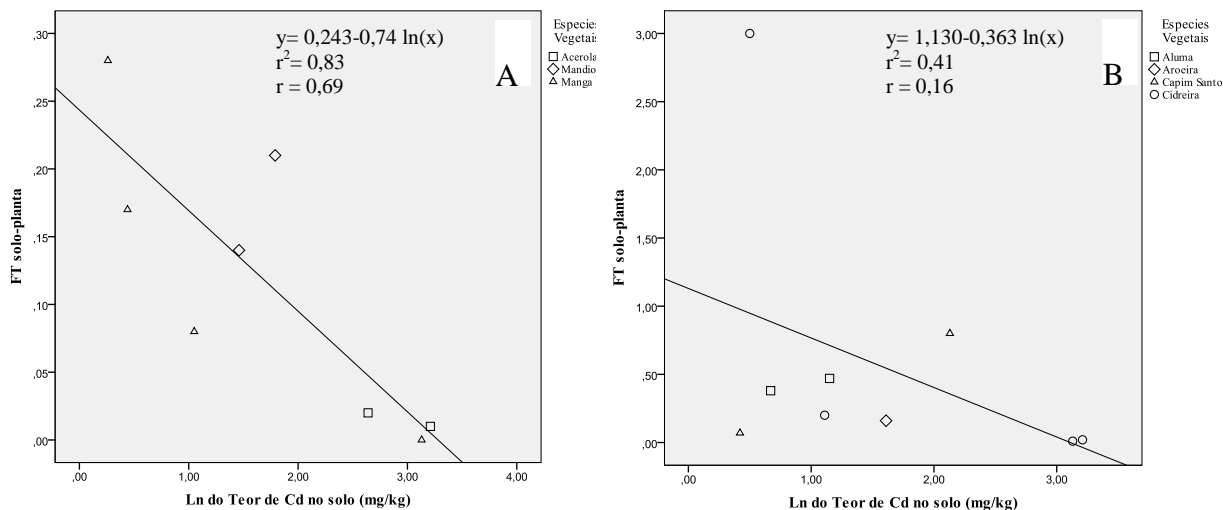 y= 0,243-0,74 ln(x)
r²= 0,83
r = 0,69
A
Especies
Vegetais
Acerola
Mandio
Manga
,30
,25
,20
,15
,10
,05
,00
FT solo-planta
,00 1,00 2,00 3,00 4,00
Ln do Teor de Cd no solo (mg/kg)
y= 1,130-0,363 ln(x)
r²= 0,41
r = 0,16
B
Especies
Vegetais
Aluma
Aroeira
Capim Santo
Cidreira
3,00
2,50
2,00
1,50
1,00
,50
,00
FT solo-planta
,00 1,00 2,00 3,00
Ln do Teor de Cd no solo (mg/kg)